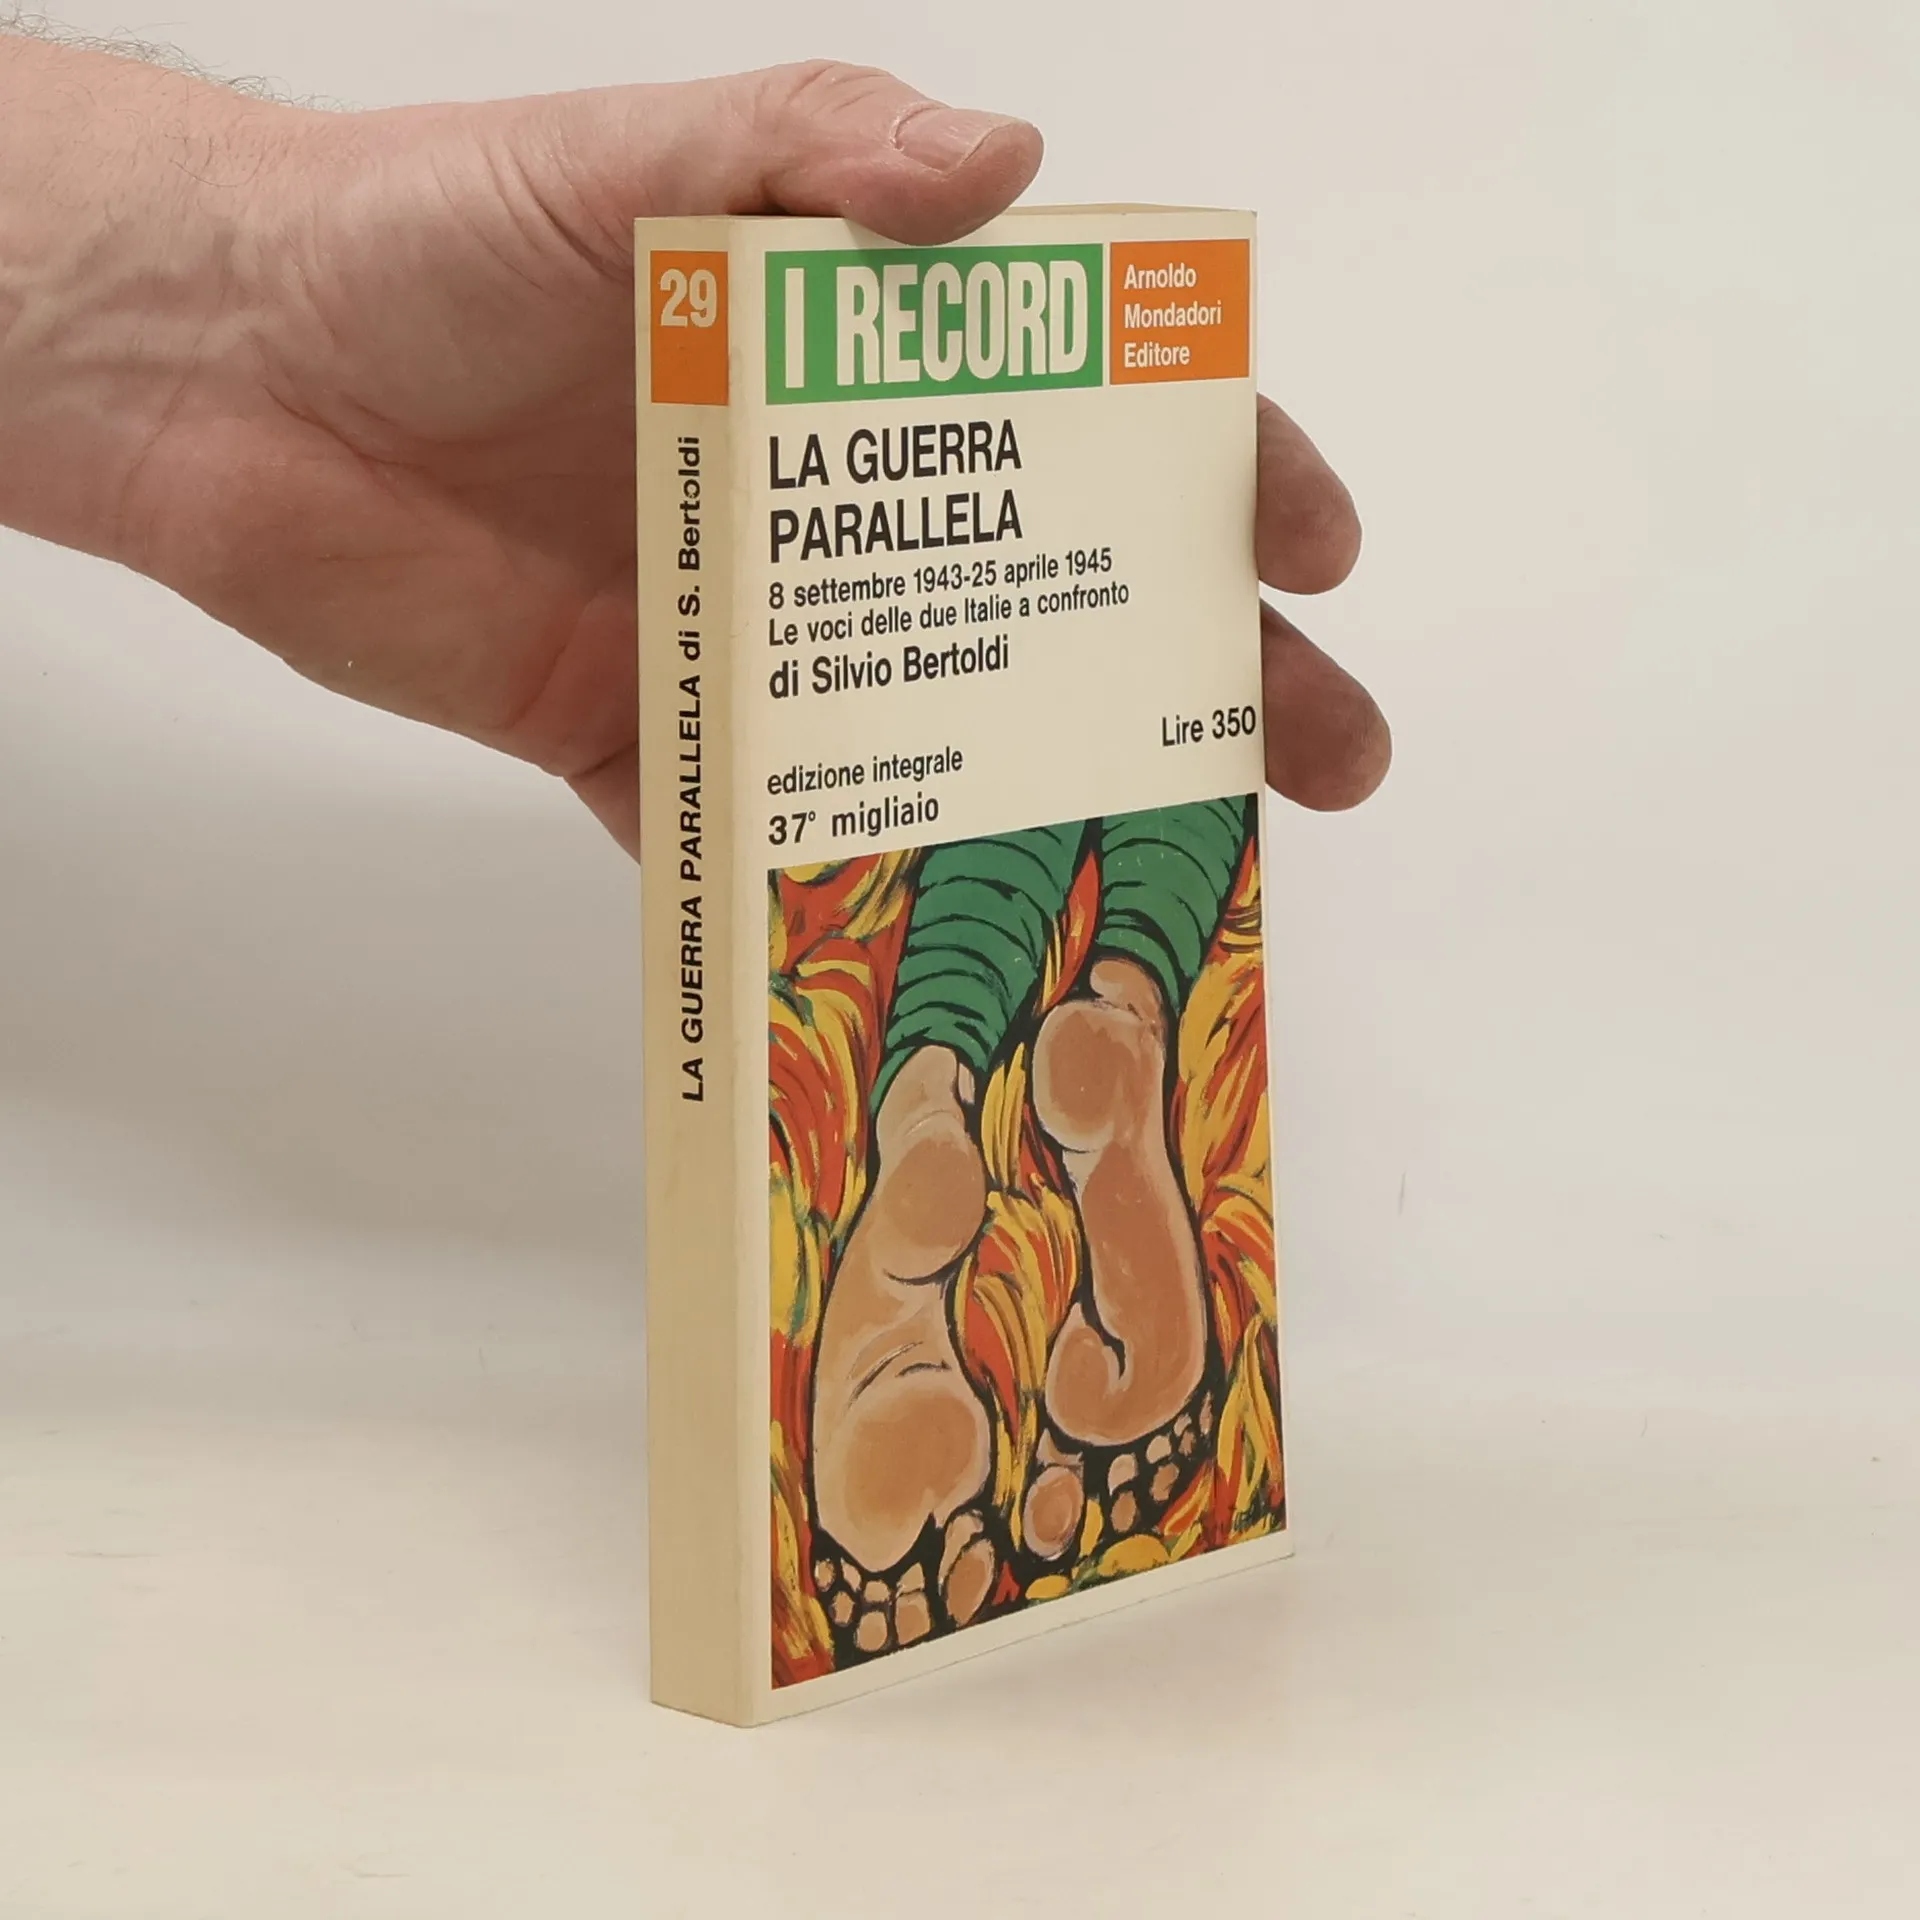 29
LA GUERRA PARALLELA di S. Bertoldi
I RECORD
Arnoldo
Mondadori
Editore
LA GUERRA
PARALLELA
8 settembre 1943-25 aprile 1945
Le voci delle due Italie a confronto
di Silvio Bertoldi
Lire 350
edizione integrale
37° migliaio